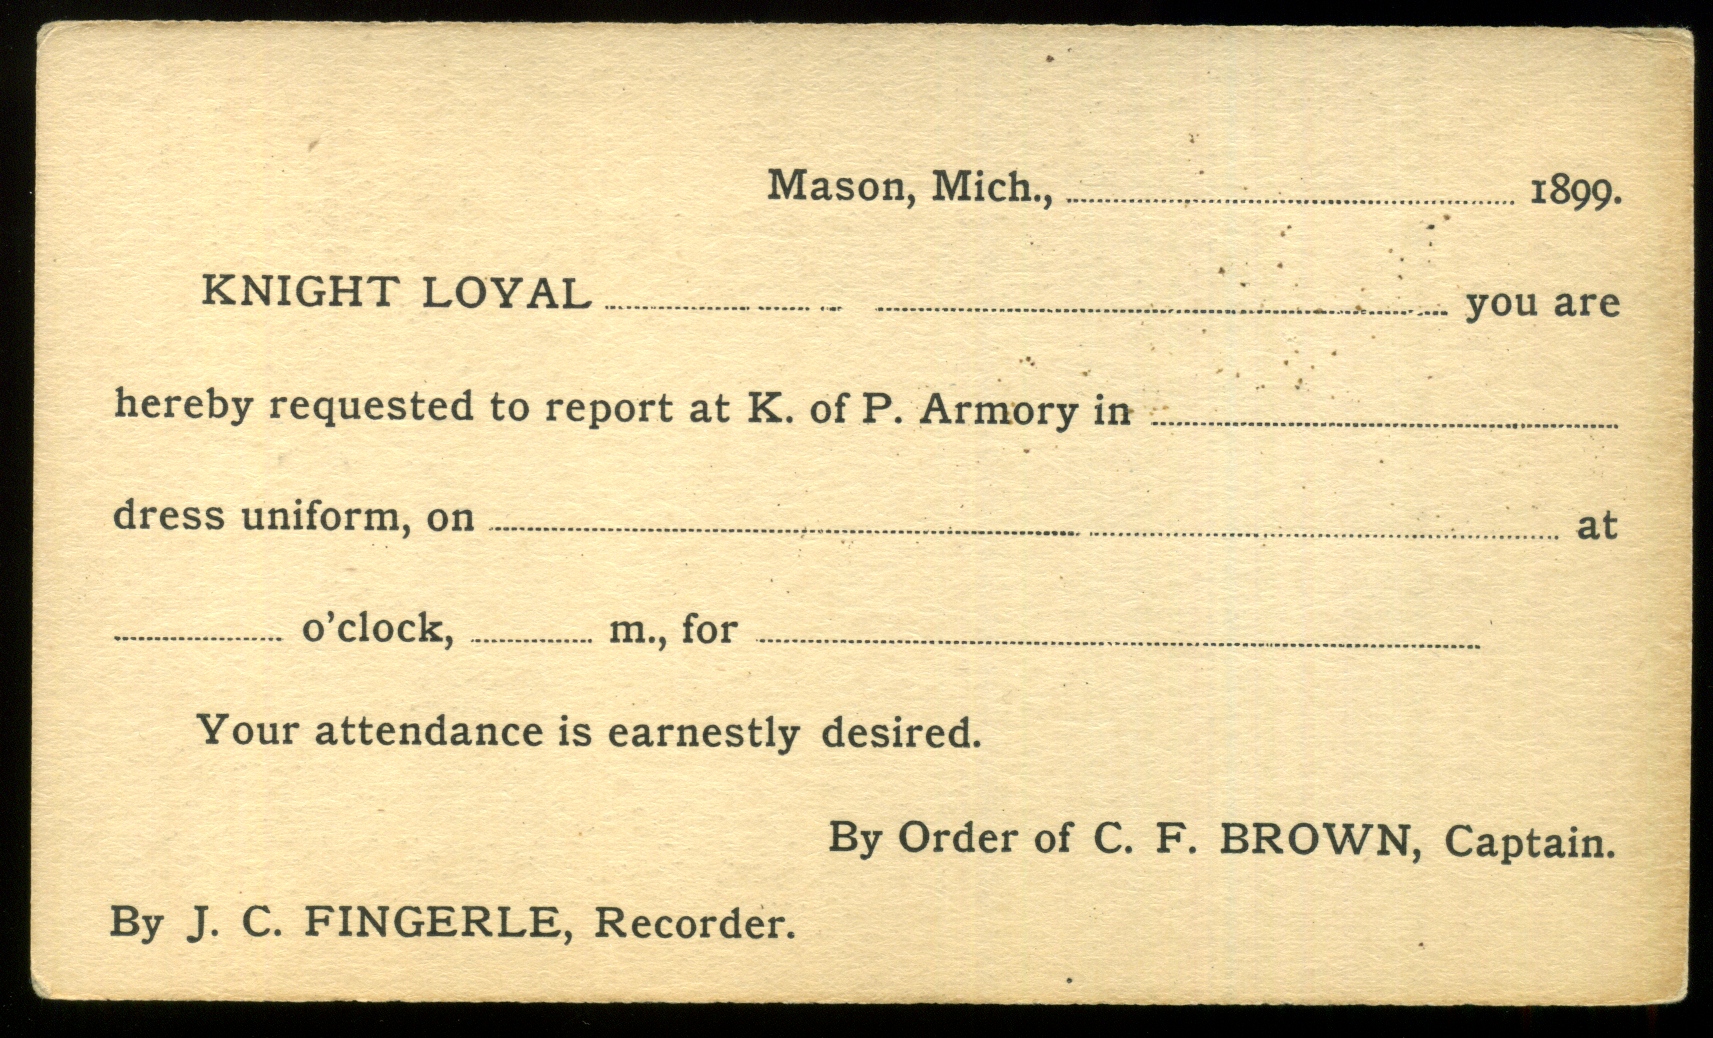 Mason, Mich., ........................ 1899.
KNIGHT LOYAL ........................ you are
hereby requested to report at K. of P. Armory in ........................
dress uniform, on ........................ at
............ o'clock, ............ m., for ........................
Your attendance is earnestly desired.
By Order of C. F. BROWN, Captain.
By J. C. FINGERLE, Recorder.